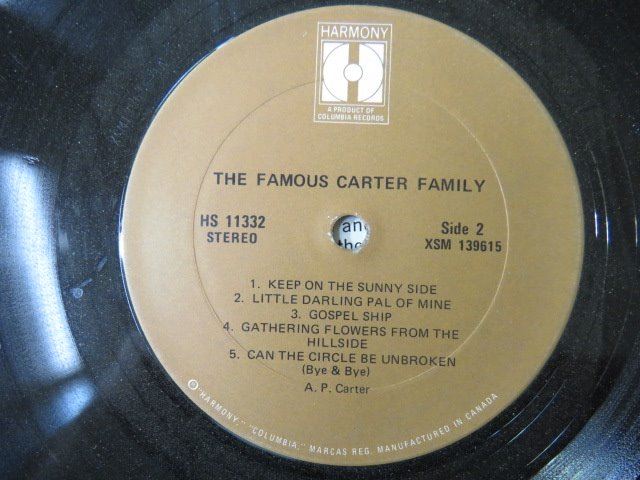 HARMONY
A PRODUCT OF
COLUMBIA RECORDS
THE FAMOUS CARTER FAMILY
HS 11332
STEREO
Side 2
XSM 139615
an
the
1. KEEP ON THE SUNNY SIDE
2. LITTLE DARLING PAL OF MINE
3. GOSPEL SHIP
4. GATHERING FLOWERS FROM THE
HILLSIDE
5. CAN THE CIRCLE BE UNBROKEN
(Bye & Bye)
A. P. Carter
"HARMONY," "COLUMBIA," MARCAS REG. MANUFACTURED IN CANADA